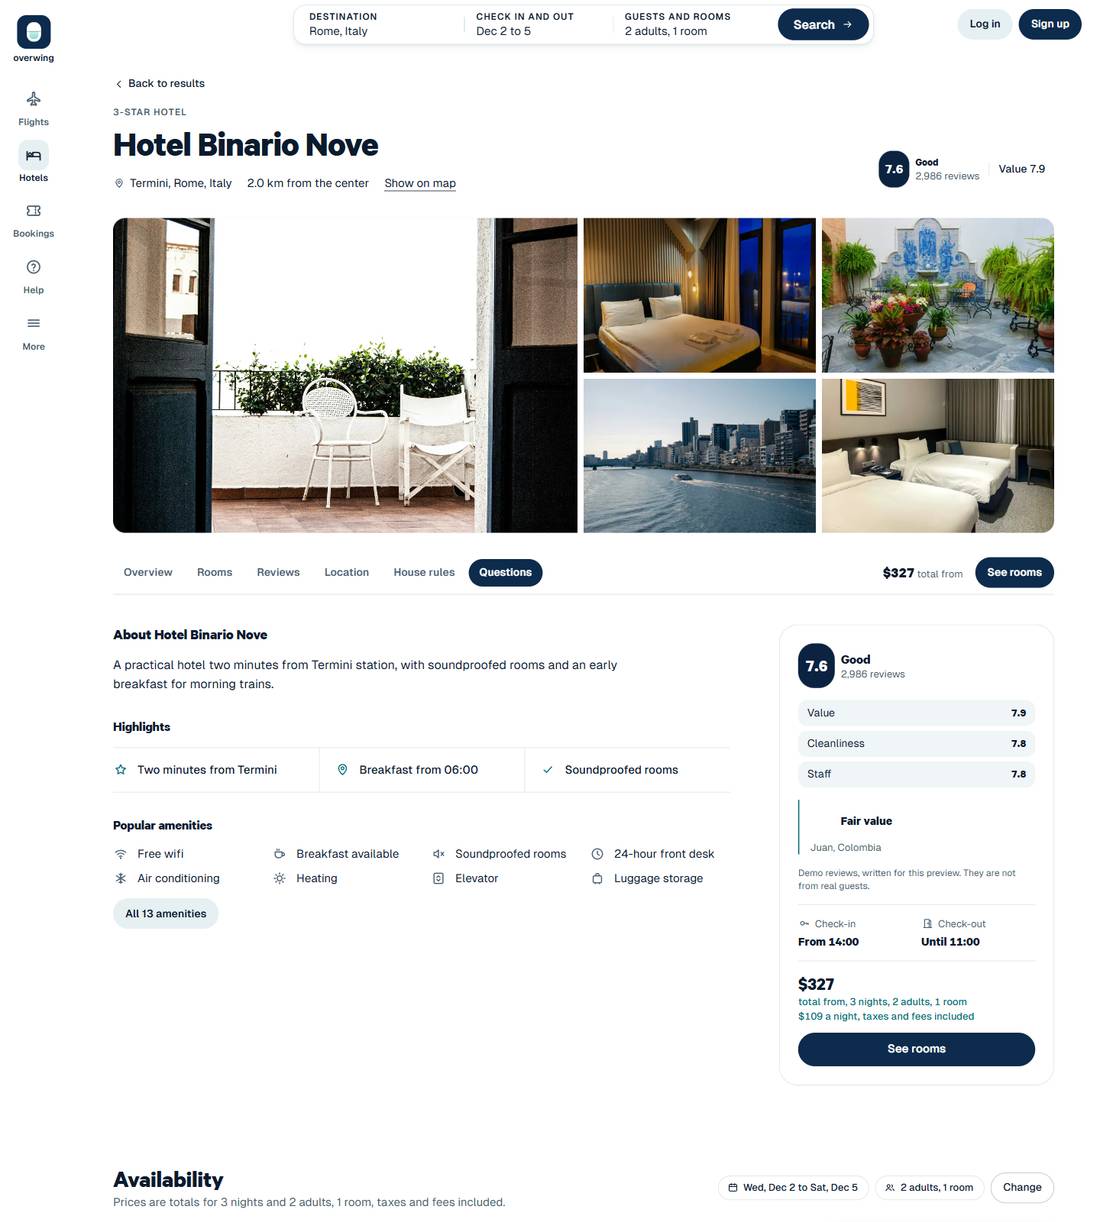 overwing
Flights
Hotels
Bookings
Help
More
DESTINATION
Rome, Italy
CHECK IN AND OUT
Dec 2 to 5
GUESTS AND ROOMS
2 adults, 1 room
Search
Log in
Sign up
Back to results
3-STAR HOTEL
Hotel Binario Nove
Termini, Rome, Italy 2.0 km from the center Show on map
7.6
Good
2,986 reviews
Value 7.9
Overview Rooms Reviews Location House rules Questions
$327 total from
See rooms
About Hotel Binario Nove
A practical hotel two minutes from Termini station, with soundproofed rooms and an early
breakfast for morning trains.
Highlights
Two minutes from Termini
Breakfast from 06:00
Soundproofed rooms
Popular amenities
Free wifi
Breakfast available
Soundproofed rooms
24-hour front desk
Air conditioning
Heating
Elevator
Luggage storage
All 13 amenities
7.6
Good
2,986 reviews
Value 7.9
Cleanliness 7.8
Staff 7.8
Fair value
Juan, Colombia
Demo reviews, written for this preview. They are not
from real guests.
Check-in
From 14:00
Check-out
Until 11:00
$327
total from, 3 nights, 2 adults, 1 room
$109 a night, taxes and fees included
See rooms
Availability
Prices are totals for 3 nights and 2 adults, 1 room, taxes and fees included.
Wed, Dec 2 to Sat, Dec 5
2 adults, 1 room
Change